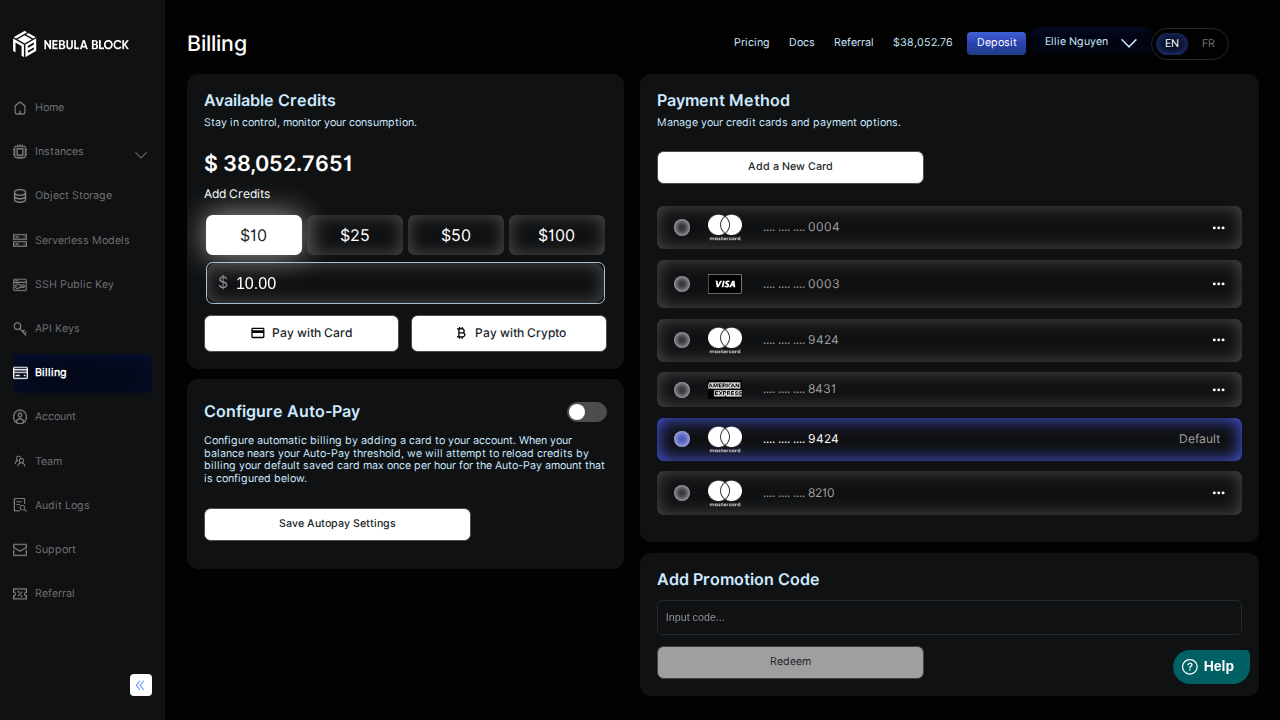 NEBULA BLOCK
Home
Instances
Object Storage
Serverless Models
SSH Public Key
API Keys
Billing
Account
Team
Audit Logs
Support
Referral
Billing
Pricing
Docs
Referral
$38,052.76
Deposit
Ellie Nguyen
EN
FR
Available Credits
Stay in control, monitor your consumption.
$ 38,052.7651
Add Credits
$10
$25
$50
$100
$ 10.00
Pay with Card
Pay with Crypto
Configure Auto-Pay
Configure automatic billing by adding a card to your account. When your
balance nears your Auto-Pay threshold, we will attempt to reload credits by
billing your default saved card max once per hour for the Auto-Pay amount that
is configured below.
Save Autopay Settings
Payment Method
Manage your credit cards and payment options.
Add a New Card
mastercard
.... .... .... 0004
VISA
.... .... .... 0003
mastercard
.... .... .... 9424
AMERICAN
EXPRESS
.... .... .... 8431
mastercard
.... .... .... 9424
Default
mastercard
.... .... .... 8210
Add Promotion Code
Input code...
Redeem
Help